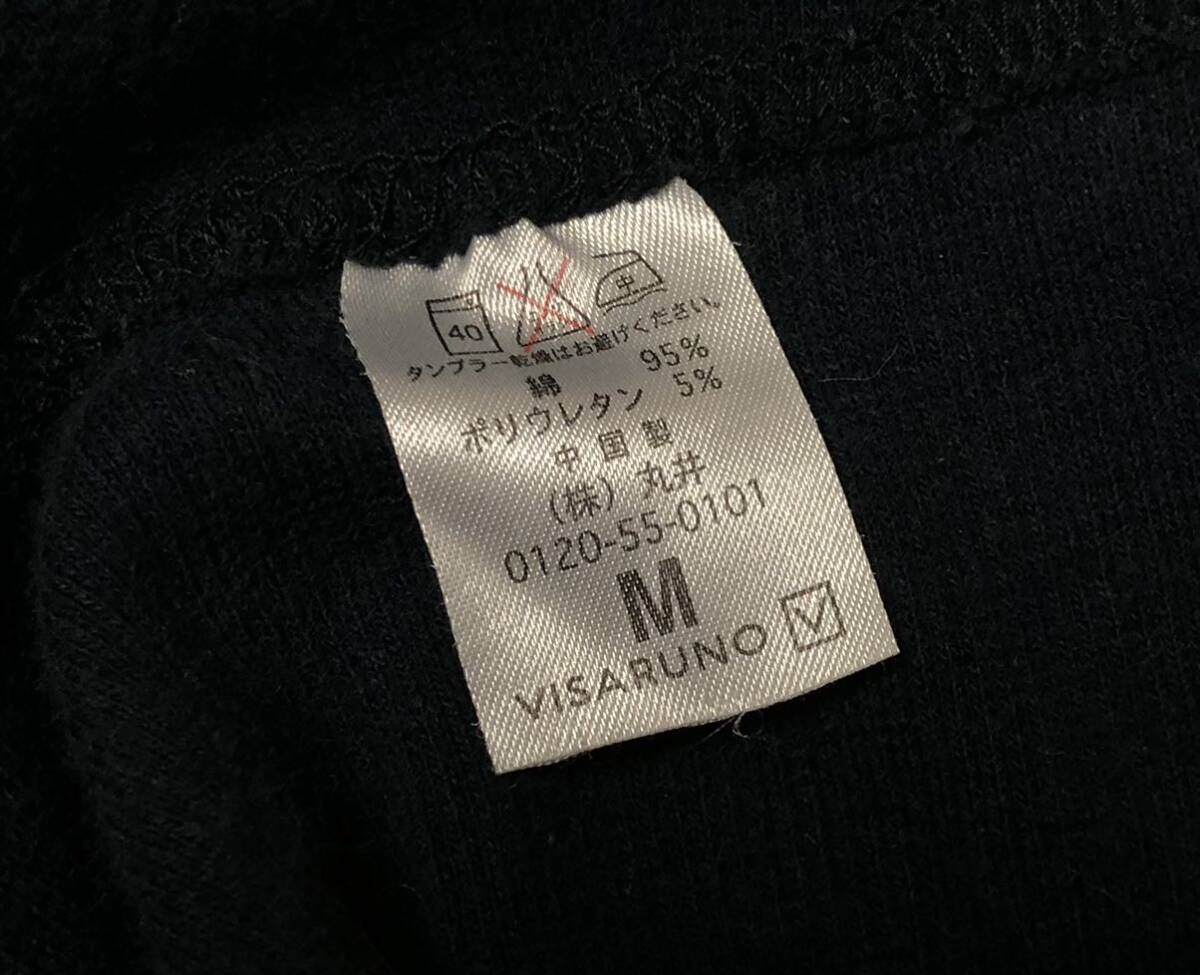 40 中
タンブラー乾燥はお避けください。
綿 95%
ポリウレタン 5%
中国製
(株) 丸井
0120-55-0101
M
VISARUNO V